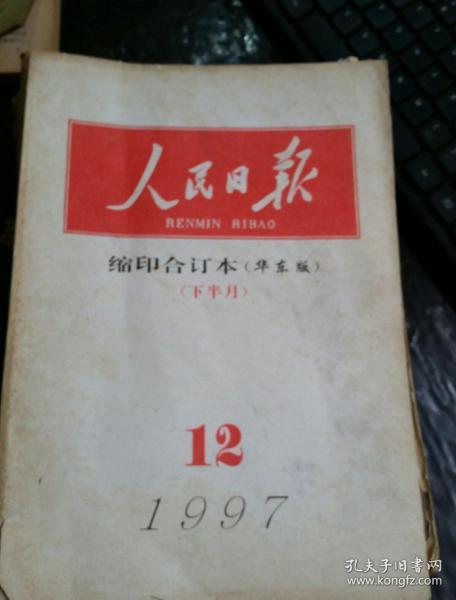 人民日报
RENMIN RIBAO
缩印合订本(华东版)
(下半月)
12
1997
孔夫子旧书网
www.kongfz.com